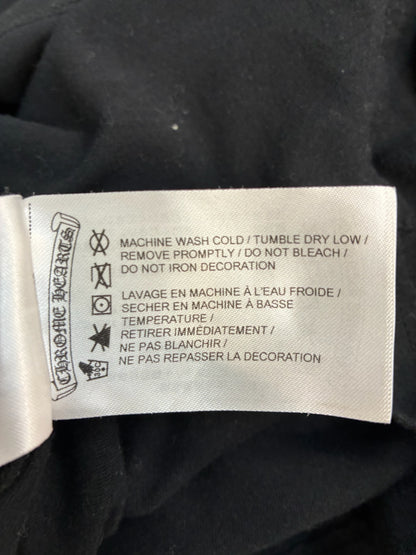 CHROME HEARTS
MACHINE WASH COLD / TUMBLE DRY LOW /
REMOVE PROMPTLY / DO NOT BLEACH /
DO NOT IRON DECORATION
LAVAGE EN MACHINE À L'EAU FROIDE /
SECHER EN MACHINE À BASSE
TEMPERATURE /
RETIRER IMMÉDIATEMENT /
NE PAS BLANCHIR /
NE PAS REPASSER LA DECORATION